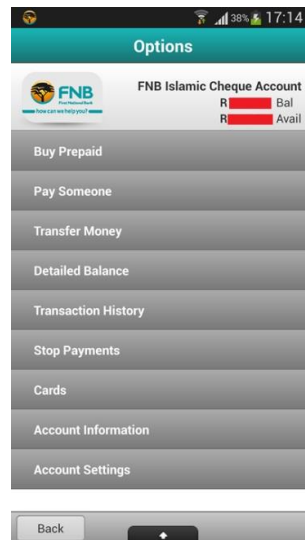 38% 17:14
Options
FNB
First National Bank
how can we help you?
FNB Islamic Cheque Account
R Bal
R Avail
Buy Prepaid
Pay Someone
Transfer Money
Detailed Balance
Transaction History
Stop Payments
Cards
Account Information
Account Settings
Back